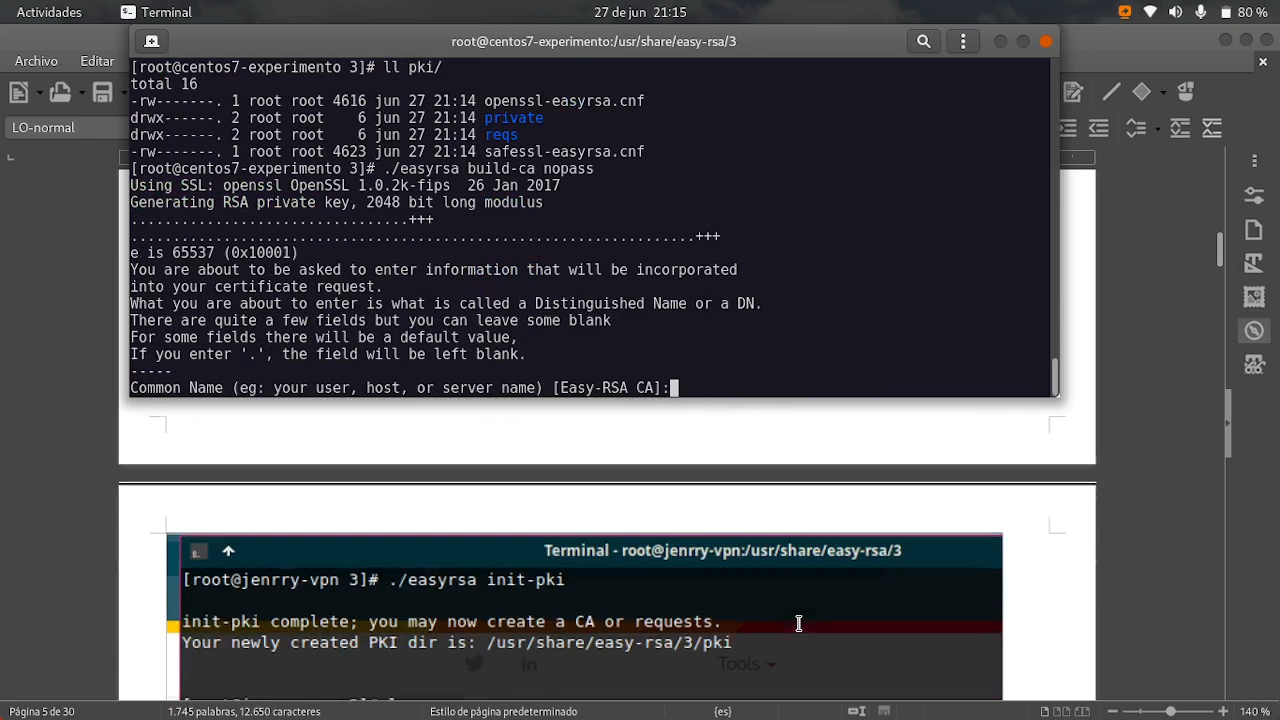 Actividades
Terminal
27 de jun 21:15
80 %
root@centos7-experimento:/usr/share/easy-rsa/3
Archivo
Editar
LO-normal
[root@centos7-experimento 3]# ll pki/
total 16
-rw-------. 1 root root 4616 jun 27 21:14 openssl-easyrsa.cnf
drwx------. 2 root root    6 jun 27 21:14 private
drwx------. 2 root root    6 jun 27 21:14 reqs
-rw-------. 1 root root 4623 jun 27 21:14 safessl-easyrsa.cnf
[root@centos7-experimento 3]# ./easyrsa build-ca nopass
Using SSL: openssl OpenSSL 1.0.2k-fips  26 Jan 2017
Generating RSA private key, 2048 bit long modulus
.................................+++
...................................................................+++
e is 65537 (0x10001)
You are about to be asked to enter information that will be incorporated
into your certificate request.
What you are about to enter is what is called a Distinguished Name or a DN.
There are quite a few fields but you can leave some blank
For some fields there will be a default value,
If you enter '.', the field will be left blank.
-----
Common Name (eg: your user, host, or server name) [Easy-RSA CA]:
Terminal - root@jenrry-vpn:/usr/share/easy-rsa/3
[root@jenrry-vpn 3]# ./easyrsa init-pki
init-pki complete; you may now create a CA or requests.
Your newly created PKI dir is: /usr/share/easy-rsa/3/pki
Tools
Página 5 de 30
1.745 palabras, 12.650 caracteres
Estilo de página predeterminado
{es}
140 %